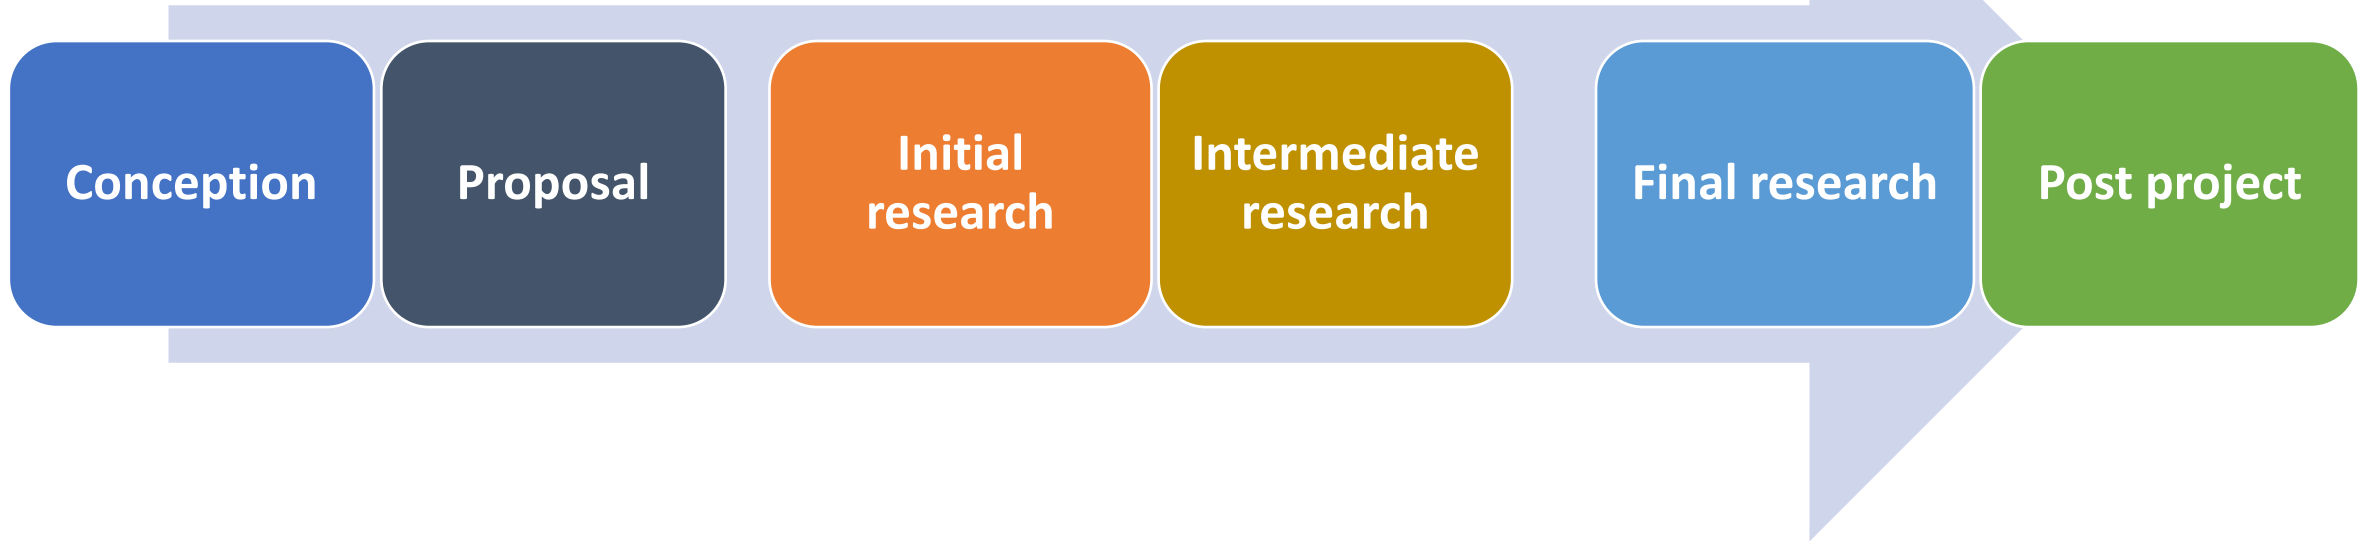 Conception
Proposal
Initial
research
Intermediate
research
Final research
Post project